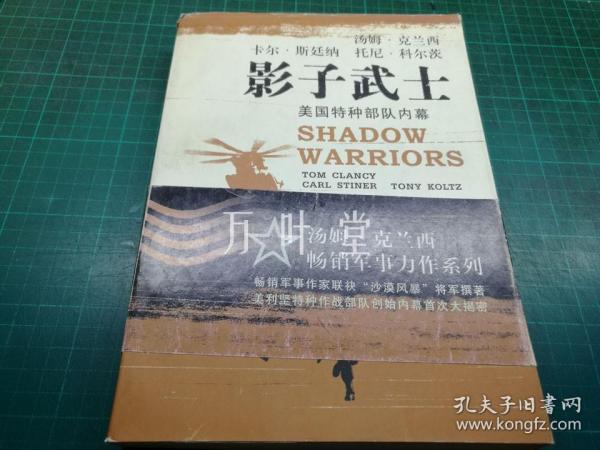 汤姆·克兰西
卡尔·斯廷纳 托尼·科尔茨
影子武士
美国特种部队内幕
SHADOW
WARRIORS
TOM CLANCY
CARL STINER TONY KOLTZ
万叶堂
汤姆·克兰西
畅销军事力作系列
畅销军事作家联袂“沙漠风暴”将军撰著
美利坚特种作战部队创始内幕首次大揭密
孔夫子旧书网
www.kongfz.com